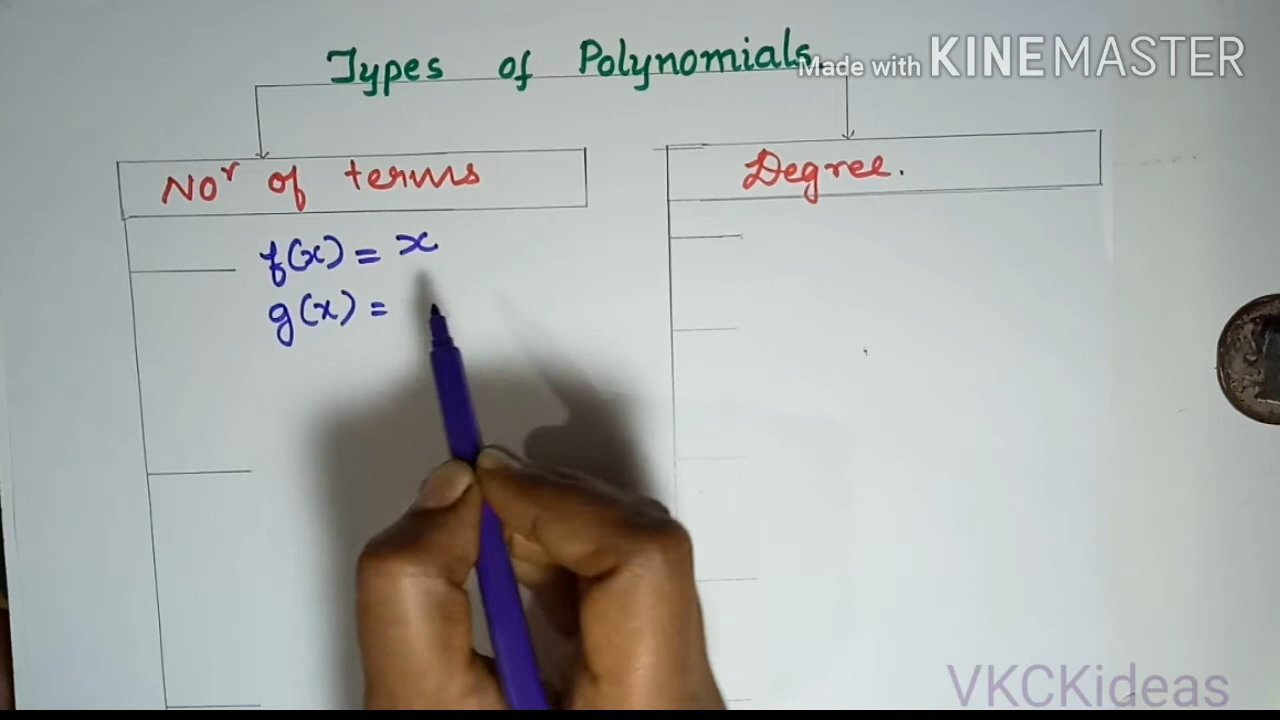 Types of Polynomials
Made with KINEMASTER
Noʳ of terms
Degree.
f(x) = x
g(x) =
VKCKideas